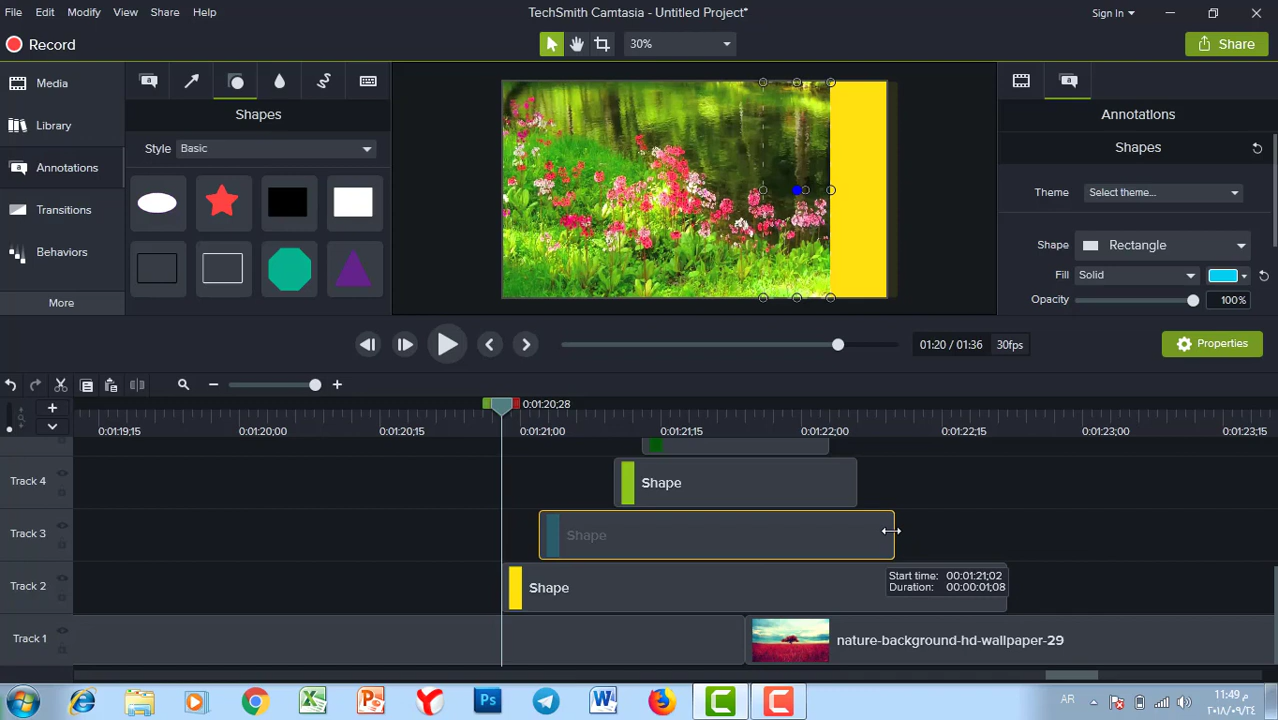 File Edit Modify View Share Help
TechSmith Camtasia - Untitled Project*
Sign In
Record
30%
Share
Media
Library
Annotations
Transitions
Behaviors
More
Shapes
Style Basic
Annotations
Shapes
Theme Select theme...
Shape Rectangle
Fill Solid
Opacity 100%
01:20 / 01:36 30fps
Properties
0:01:20;28
0:01:19;15 0:01:20;00 0:01:20;15 0:01:21;00 0:01:21;15 0:01:22;00 0:01:22;15 0:01:23;00 0:01:23;15
Track 4 Shape
Track 3 Shape
Track 2 Shape
Start time: 00:01:21;02
Duration: 00:00:01;08
Track 1 nature-background-hd-wallpaper-29
AR
١١:٤٩ م
٢٠١٨/٠٩/٢٤